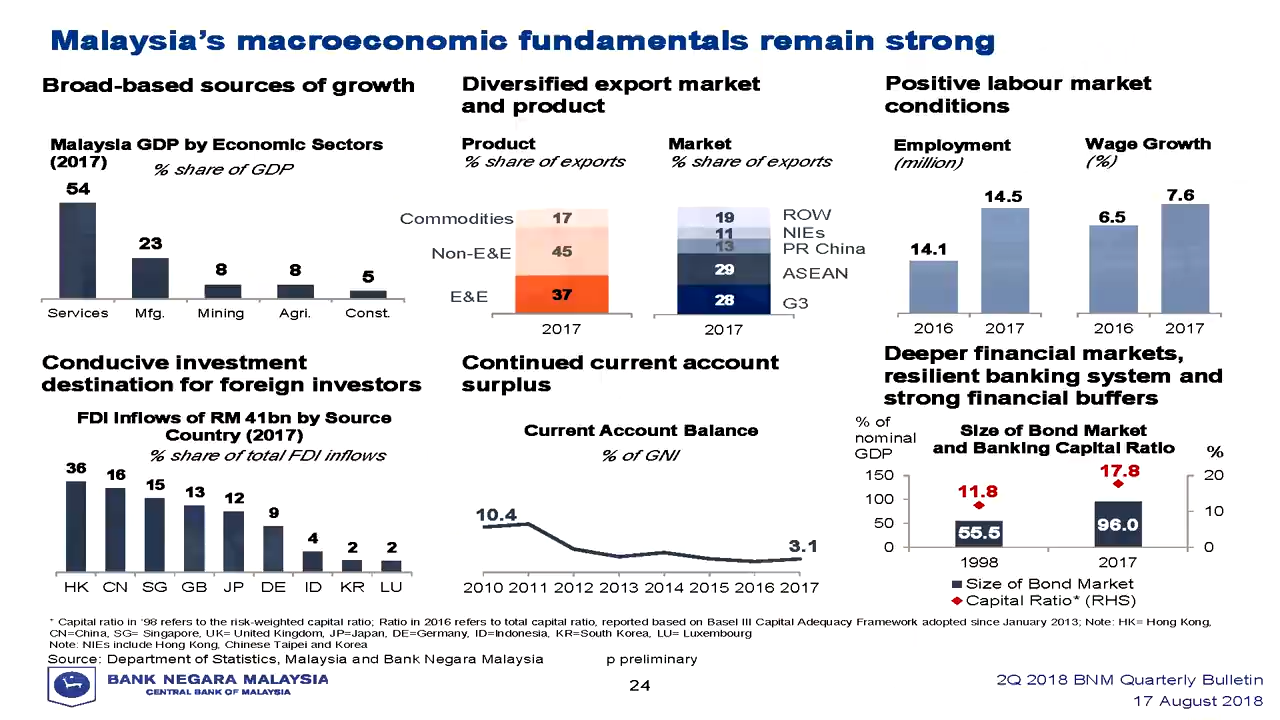 Malaysia's macroeconomic fundamentals remain strong
Broad-based sources of growth
Malaysia GDP by Economic Sectors
(2017)
% share of GDP
54
23
8
8
5
Services Mfg. Mining Agri. Const.
Diversified export market
and product
Product
% share of exports
Market
% share of exports
Commodities 17
Non-E&E 45
E&E 37
2017
19 ROW
11 NIEs
13 PR China
29 ASEAN
28 G3
2017
Positive labour market
conditions
Employment
(million)
14.1
14.5
2016 2017
Wage Growth
(%)
6.5
7.6
2016 2017
Conducive investment
destination for foreign investors
FDI Inflows of RM 41bn by Source
Country (2017)
% share of total FDI inflows
36 16 15 13 12 9 4 2 2
HK CN SG GB JP DE ID KR LU
Continued current account
surplus
Current Account Balance
% of GNI
10.4
3.1
2010 2011 2012 2013 2014 2015 2016 2017
Deeper financial markets,
resilient banking system and
strong financial buffers
% of
nominal
GDP
Size of Bond Market
and Banking Capital Ratio
%
150
100
50
0
11.8
17.8
55.5
96.0
20
10
0
1998 2017
Size of Bond Market
Capital Ratio* (RHS)
* Capital ratio in '98 refers to the risk-weighted capital ratio; Ratio in 2016 refers to total capital ratio, reported based on Basel III Capital Adequacy Framework adopted since January 2013; Note: HK= Hong Kong,
CN=China, SG= Singapore, UK= United Kingdom, JP=Japan, DE=Germany, ID=Indonesia, KR=South Korea, LU= Luxembourg
Note: NIEs include Hong Kong, Chinese Taipei and Korea
Source: Department of Statistics, Malaysia and Bank Negara Malaysia p preliminary
BANK NEGARA MALAYSIA
CENTRAL BANK OF MALAYSIA
24
2Q 2018 BNM Quarterly Bulletin
17 August 2018